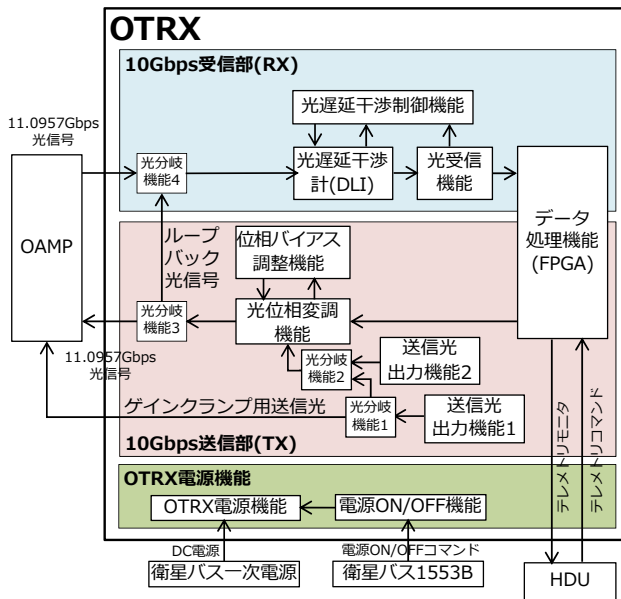 OTRX
10Gbps受信部(RX)
光遅延干渉制御機能
11.0957Gbps
光信号
光分岐
機能4
光遅延干渉
計(DLI)
光受信
機能
OAMP
データ
処理機能
(FPGA)
ループ
バック
光信号
位相バイアス
調整機能
光分岐
機能3
光位相変調
機能
11.0957Gbps
光信号
光分岐
機能2
送信光
出力機能2
ゲインクランプ用送信光
光分岐
機能1
送信光
出力機能1
10Gbps送信部(TX)
テレメトリモニタ
テレメトリコマンド
OTRX電源機能
OTRX電源機能
電源ON/OFF機能
DC電源
電源ON/OFFコマンド
衛星バス一次電源
衛星バス1553B
HDU